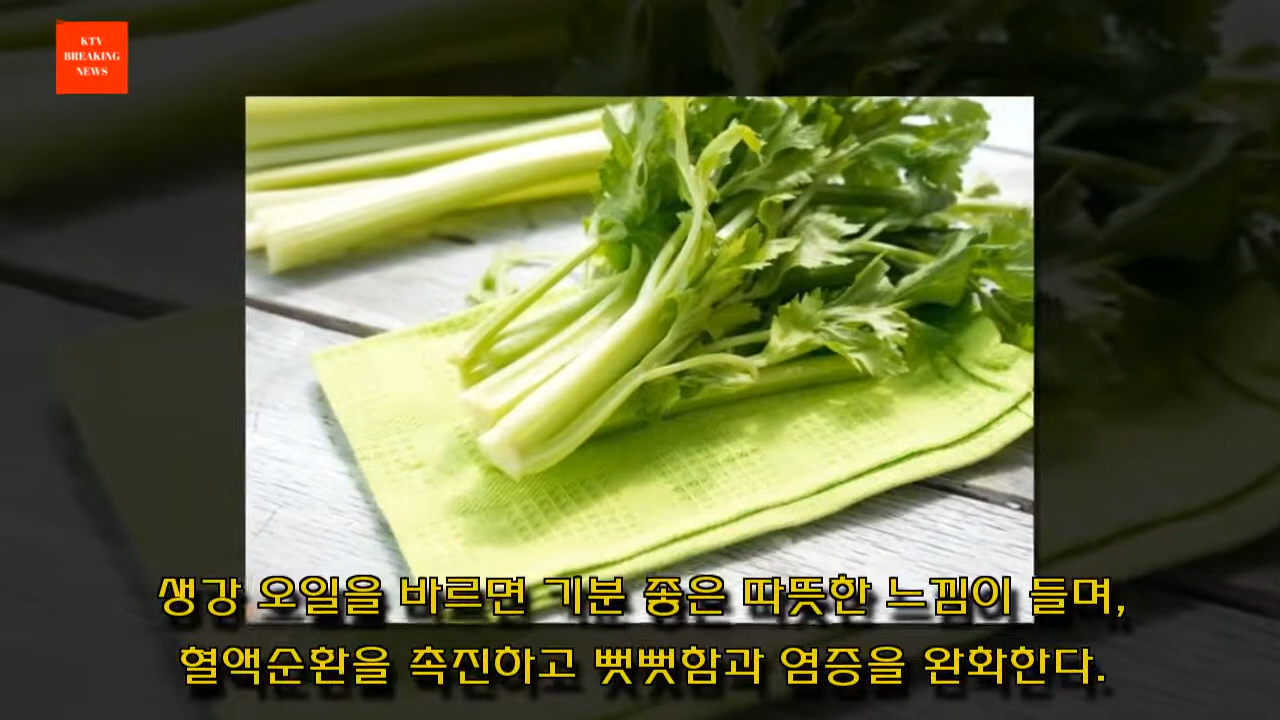 KTV
BREAKING
NEWS
생강 오일을 바르면 기분 좋은 따뜻한 느낌이 들며,
혈액순환을 촉진하고 뻣뻣함과 염증을 완화한다.